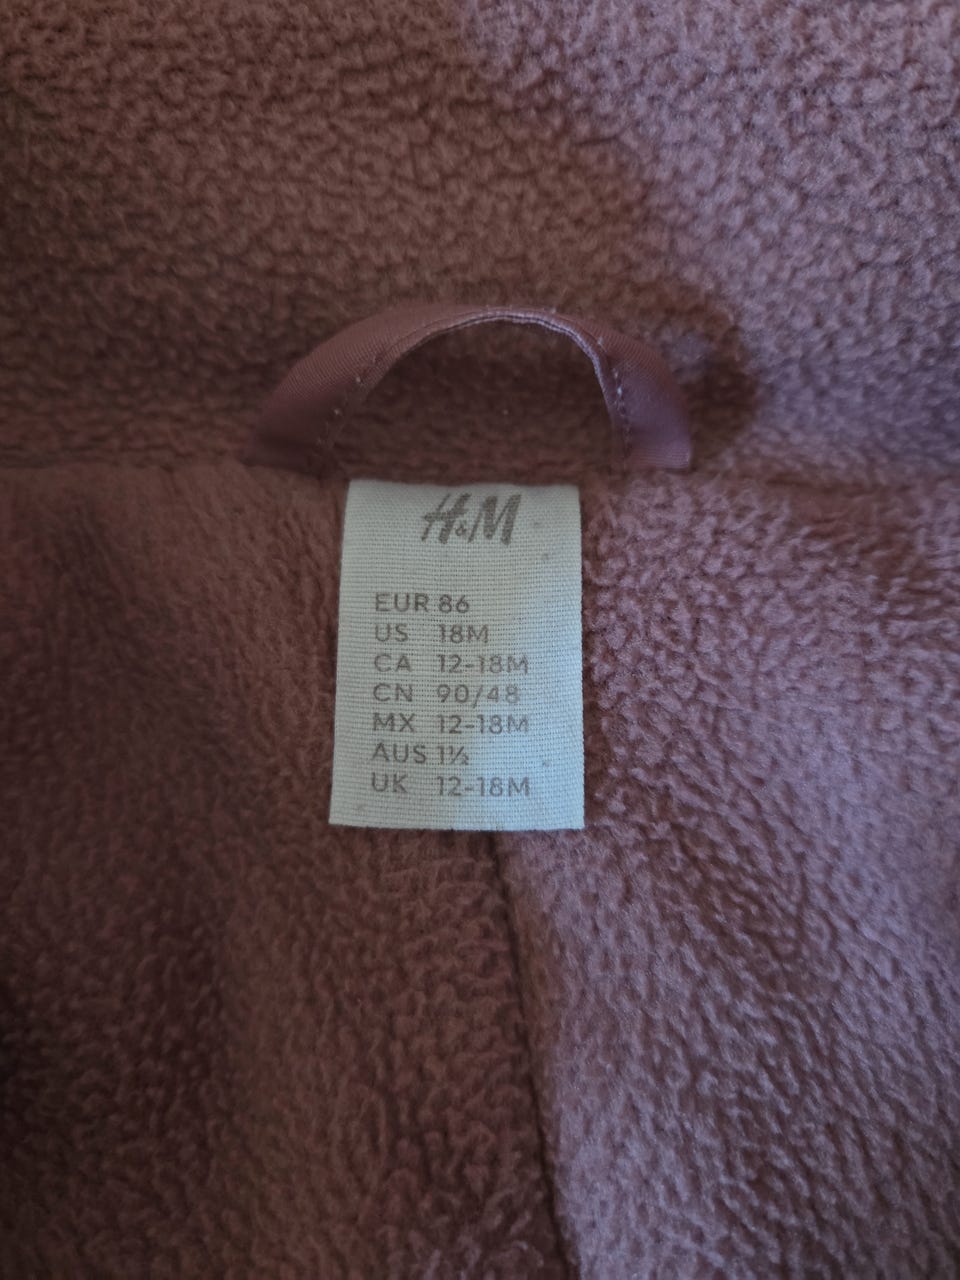 H&M
EUR 86
US 18M
CA 12-18M
CN 90/48
MX 12-18M
AUS 1½
UK 12-18M